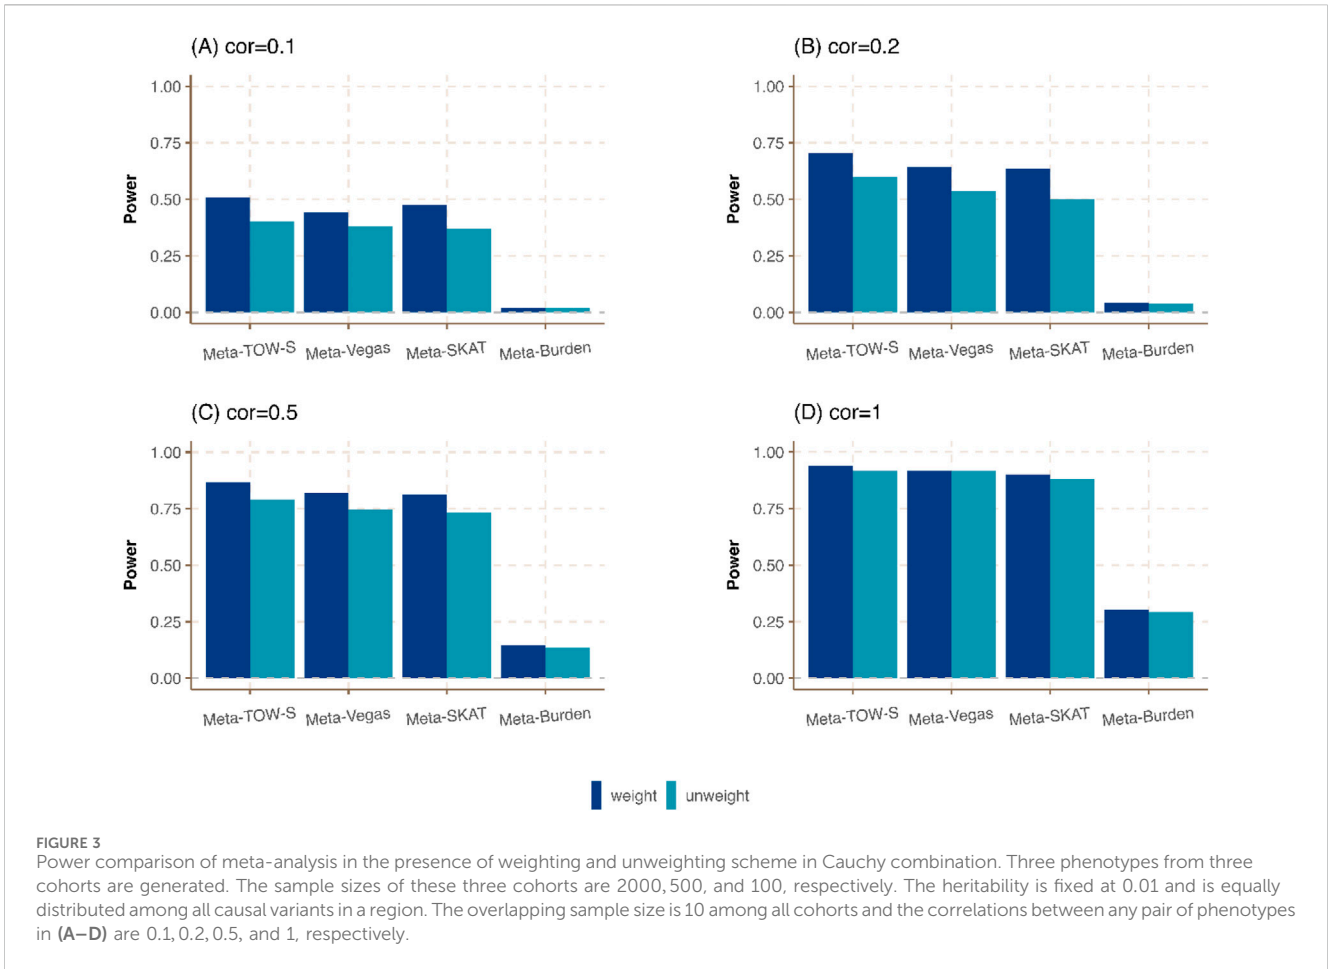 (A) cor=0.1
1.00
0.75
0.50
0.25
0.00
Power
Meta-TOW-S Meta-Vegas Meta-SKAT Meta-Burden
(B) cor=0.2
1.00
0.75
0.50
0.25
0.00
Power
Meta-TOW-S Meta-Vegas Meta-SKAT Meta-Burden
(C) cor=0.5
1.00
0.75
0.50
0.25
0.00
Power
Meta-TOW-S Meta-Vegas Meta-SKAT Meta-Burden
(D) cor=1
1.00
0.75
0.50
0.25
0.00
Power
Meta-TOW-S Meta-Vegas Meta-SKAT Meta-Burden
weight unweight
FIGURE 3
Power comparison of meta-analysis in the presence of weighting and unweighting scheme in Cauchy combination. Three phenotypes from three
cohorts are generated. The sample sizes of these three cohorts are 2000, 500, and 100, respectively. The heritability is fixed at 0.01 and is equally
distributed among all causal variants in a region. The overlapping sample size is 10 among all cohorts and the correlations between any pair of phenotypes
in (A–D) are 0.1, 0.2, 0.5, and 1, respectively.